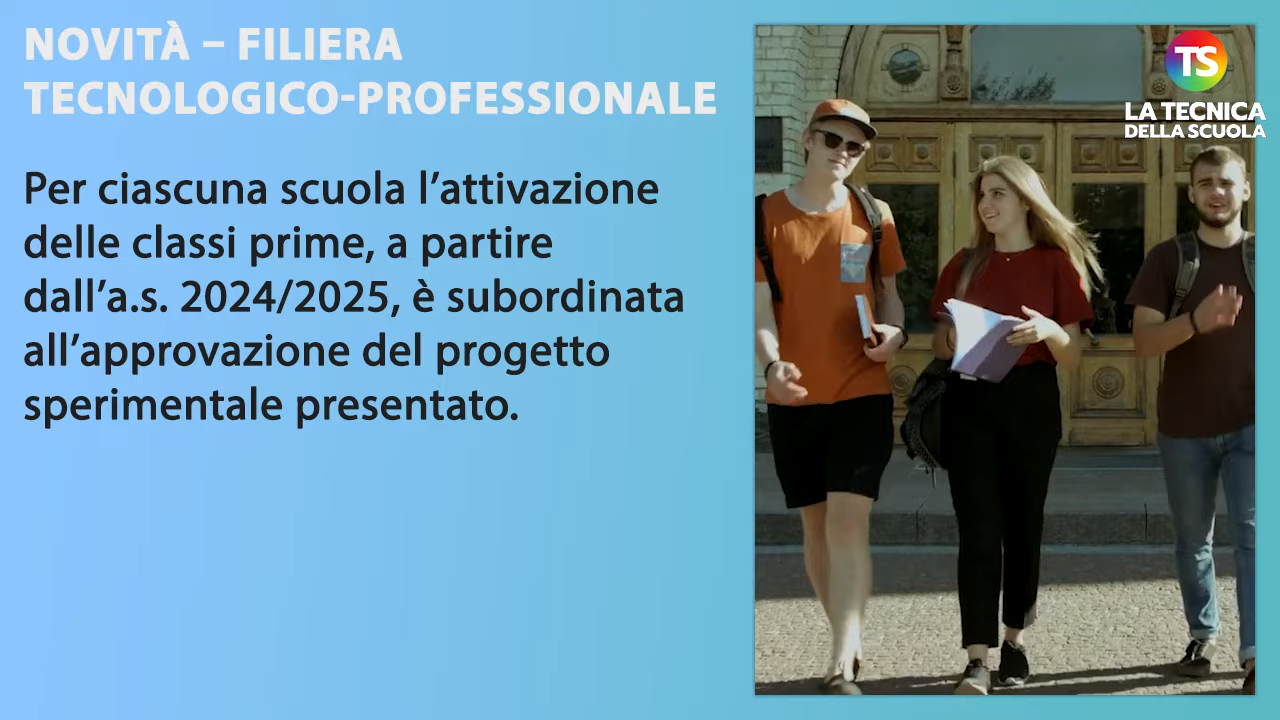 NOVITÀ – FILIERA
TECNOLOGICO-PROFESSIONALE
Per ciascuna scuola l’attivazione
delle classi prime, a partire
dall’a.s. 2024/2025, è subordinata
all’approvazione del progetto
sperimentale presentato.
TS
LA TECNICA
DELLA SCUOLA